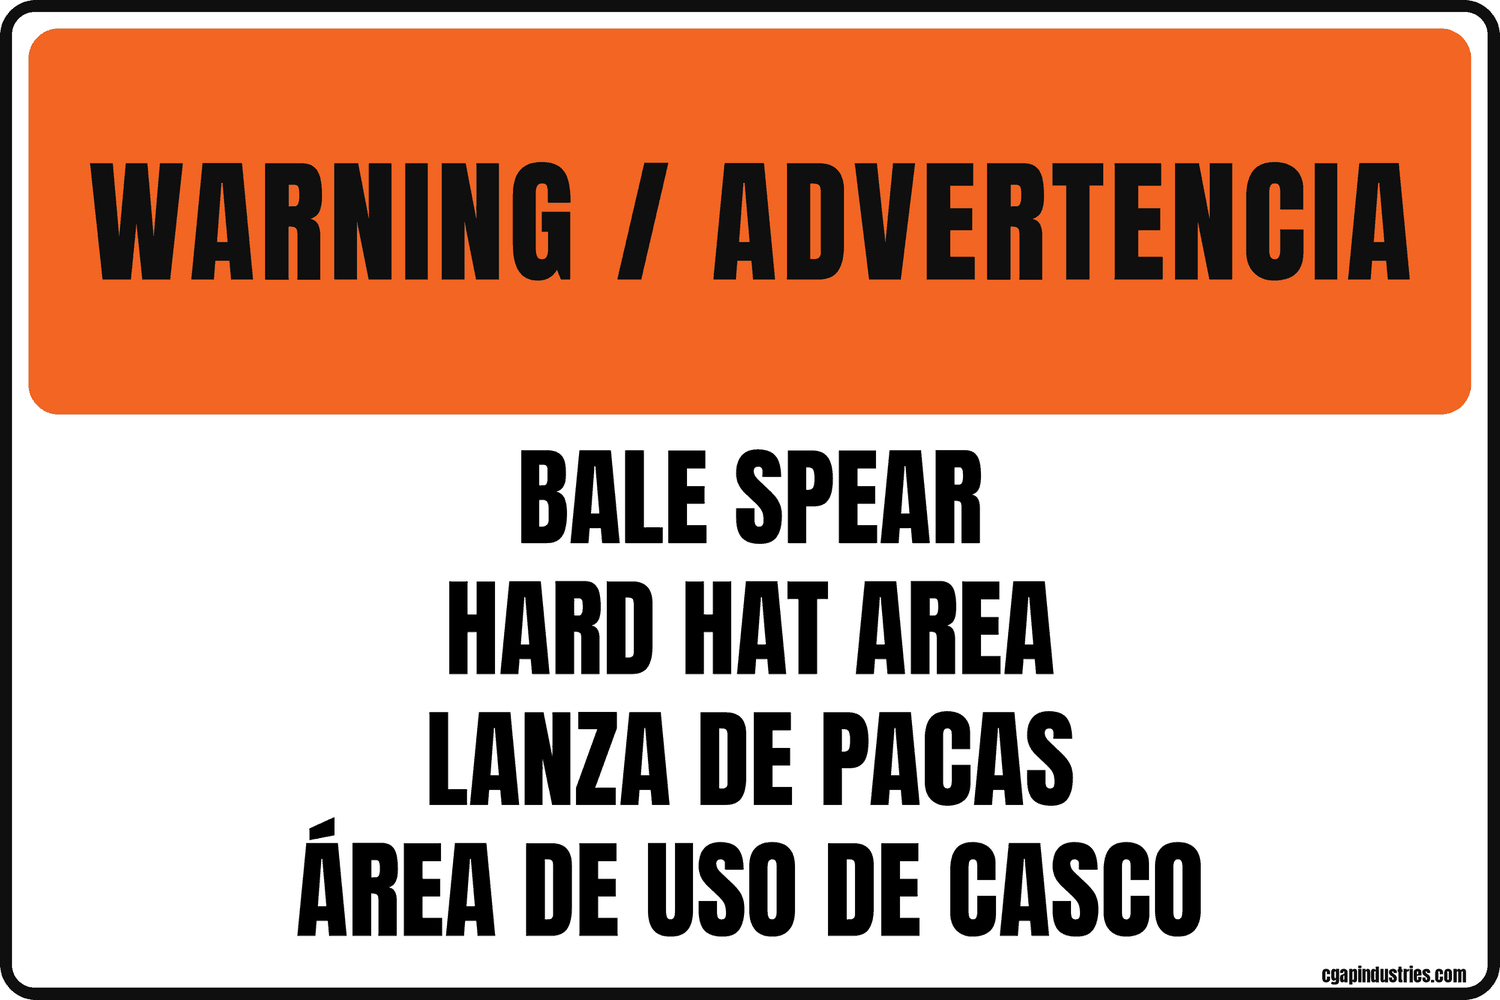 WARNING / ADVERTENCIA
BALE SPEAR
HARD HAT AREA
LANZA DE PACAS
ÁREA DE USO DE CASCO
cgapindustries.com